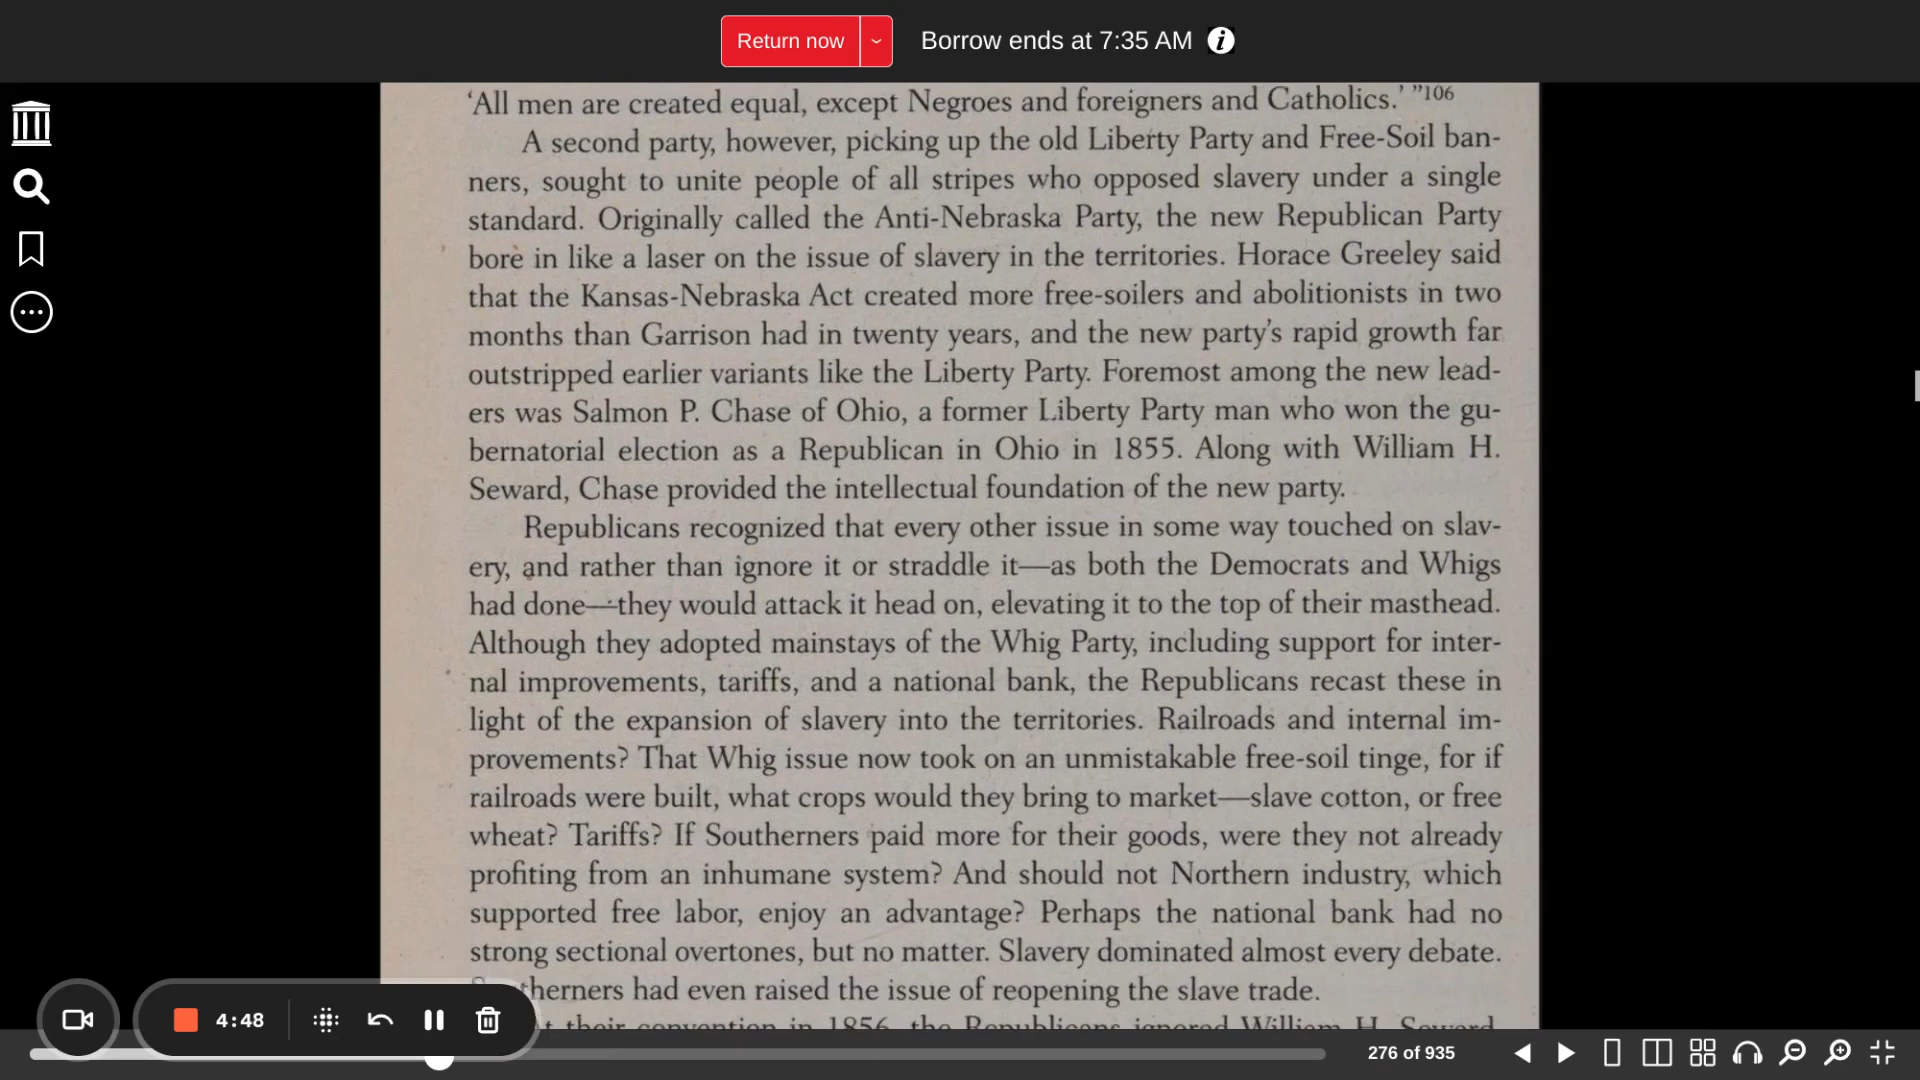 Return now
Borrow ends at 7:35 AM
‘All men are created equal, except Negroes and foreigners and Catholics.’ ”106
A second party, however, picking up the old Liberty Party and Free-Soil ban-
ners, sought to unite people of all stripes who opposed slavery under a single
standard. Originally called the Anti-Nebraska Party, the new Republican Party
bore in like a laser on the issue of slavery in the territories. Horace Greeley said
that the Kansas-Nebraska Act created more free-soilers and abolitionists in two
months than Garrison had in twenty years, and the new party’s rapid growth far
outstripped earlier variants like the Liberty Party. Foremost among the new lead-
ers was Salmon P. Chase of Ohio, a former Liberty Party man who won the gu-
bernatorial election as a Republican in Ohio in 1855. Along with William H.
Seward, Chase provided the intellectual foundation of the new party.
Republicans recognized that every other issue in some way touched on slav-
ery, and rather than ignore it or straddle it—as both the Democrats and Whigs
had done—they would attack it head on, elevating it to the top of their masthead.
Although they adopted mainstays of the Whig Party, including support for inter-
nal improvements, tariffs, and a national bank, the Republicans recast these in
light of the expansion of slavery into the territories. Railroads and internal im-
provements? That Whig issue now took on an unmistakable free-soil tinge, for if
railroads were built, what crops would they bring to market—slave cotton, or free
wheat? Tariffs? If Southerners paid more for their goods, were they not already
profiting from an inhumane system? And should not Northern industry, which
supported free labor, enjoy an advantage? Perhaps the national bank had no
strong sectional overtones, but no matter. Slavery dominated almost every debate.
Southerners had even raised the issue of reopening the slave trade.
their convention in 1856, the Republicans ignored William H. Seward,
4:48
276 of 935